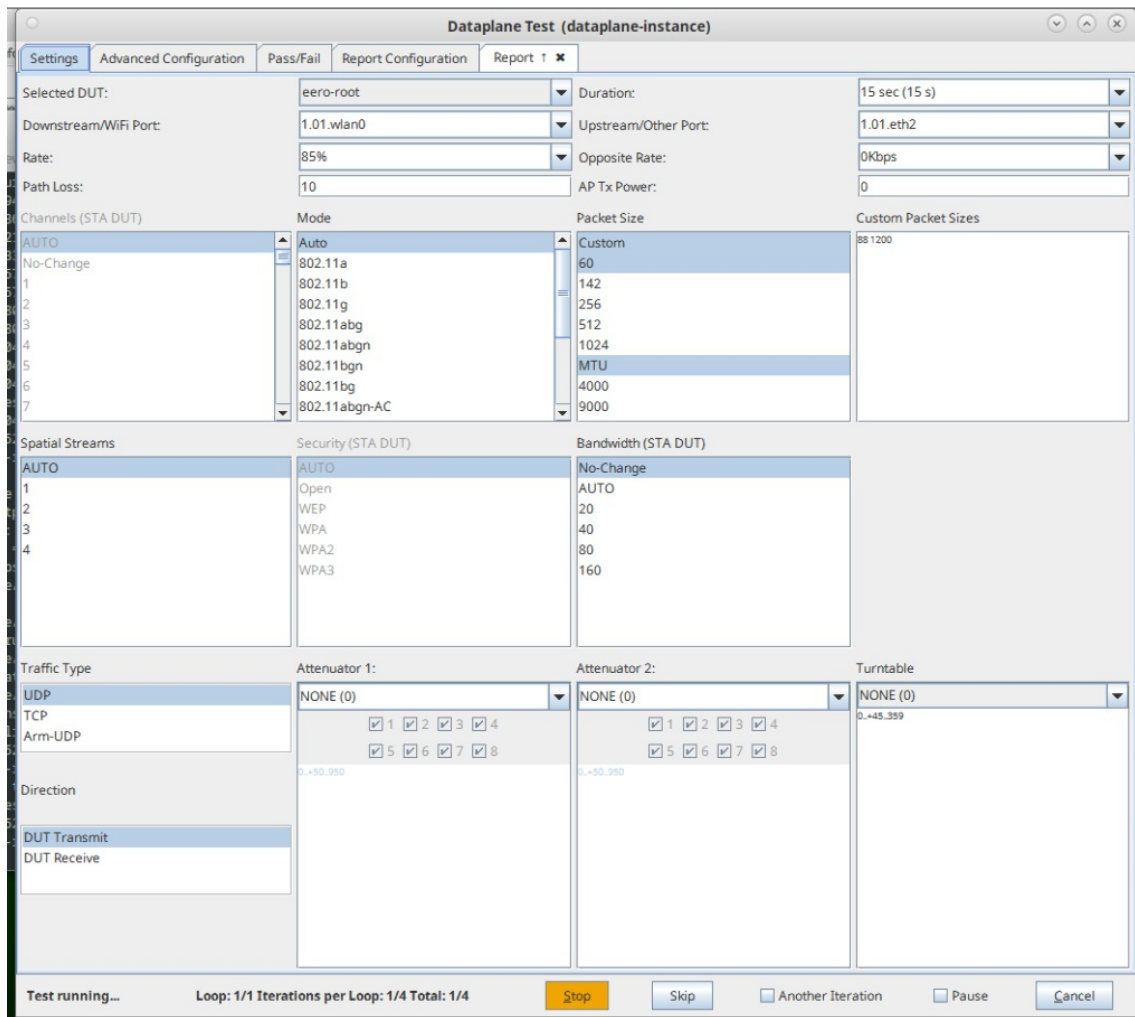 Dataplane Test (dataplane-instance)
Settings Advanced Configuration Pass/Fail Report Configuration Report ↑ ✖
Selected DUT: eero-root Duration: 15 sec (15 s)
Downstream/WiFi Port: 1.01.wlan0 Upstream/Other Port: 1.01.eth2
Rate: 85% Opposite Rate: 0Kbps
Path Loss: 10 AP Tx Power: 0
Channels (STA DUT) Mode Packet Size Custom Packet Sizes
AUTO Auto Custom 88 1200
No-Change 802.11a 60
1 802.11b 142
2 802.11g 256
3 802.11abg 512
4 802.11abgn 1024
5 802.11bgn MTU
6 802.11bg 4000
7 802.11abgn-AC 9000
Spatial Streams Security (STA DUT) Bandwidth (STA DUT)
AUTO AUTO No-Change
1 Open AUTO
2 WEP 20
3 WPA 40
4 WPA2 80
WPA3 160
Traffic Type Attenuator 1: Attenuator 2: Turntable
UDP NONE (0) NONE (0) NONE (0)
TCP 1 2 3 4 1 2 3 4 0..+45..359
Arm-UDP 5 6 7 8 5 6 7 8
0..+50..950 0..+50..950
Direction
DUT Transmit
DUT Receive
Test running... Loop: 1/1 Iterations per Loop: 1/4 Total: 1/4 Stop Skip Another Iteration Pause Cancel